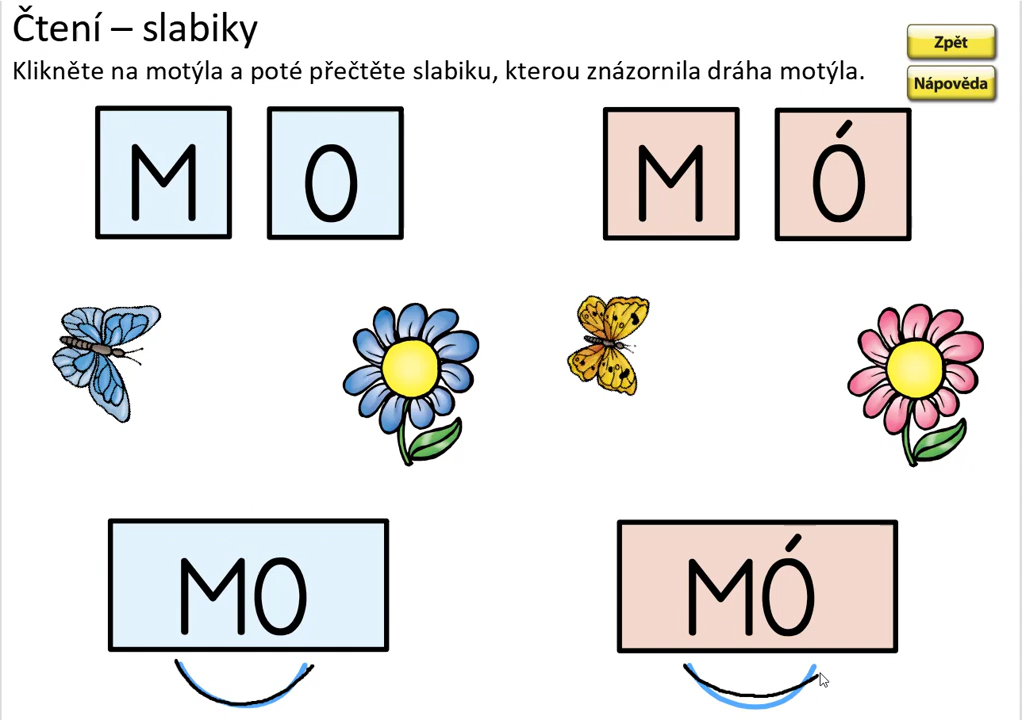 Čtení – slabiky
Zpět
Klikněte na motýla a poté přečtěte slabiku, kterou znázornila dráha motýla.
Nápověda
M O M Ó
MO MÓ